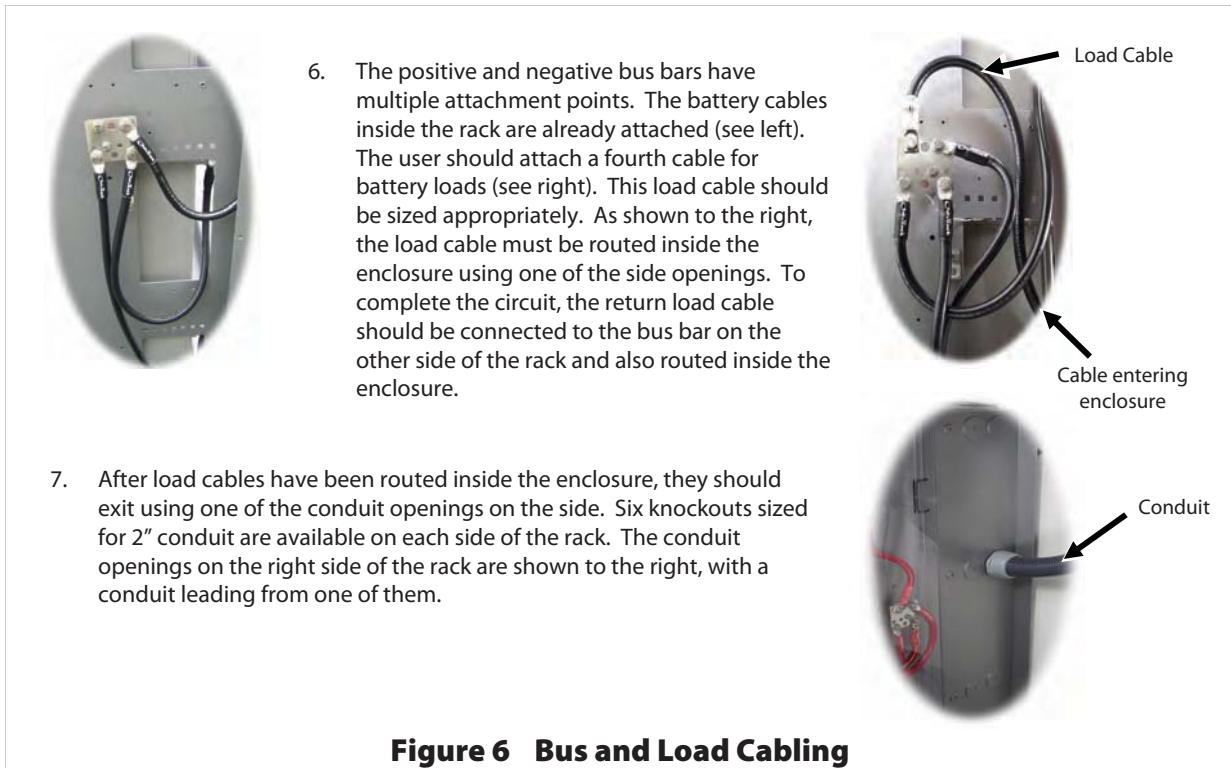 6. The positive and negative bus bars have
multiple attachment points. The battery cables
inside the rack are already attached (see left).
The user should attach a fourth cable for
battery loads (see right). This load cable should
be sized appropriately. As shown to the right,
the load cable must be routed inside the
enclosure using one of the side openings. To
complete the circuit, the return load cable
should be connected to the bus bar on the
other side of the rack and also routed inside the
enclosure.
Load Cable
Cable entering
enclosure
7. After load cables have been routed inside the enclosure, they should
exit using one of the conduit openings on the side. Six knockouts sized
for 2” conduit are available on each side of the rack. The conduit
openings on the right side of the rack are shown to the right, with a
conduit leading from one of them.
Conduit
Figure 6 Bus and Load Cabling